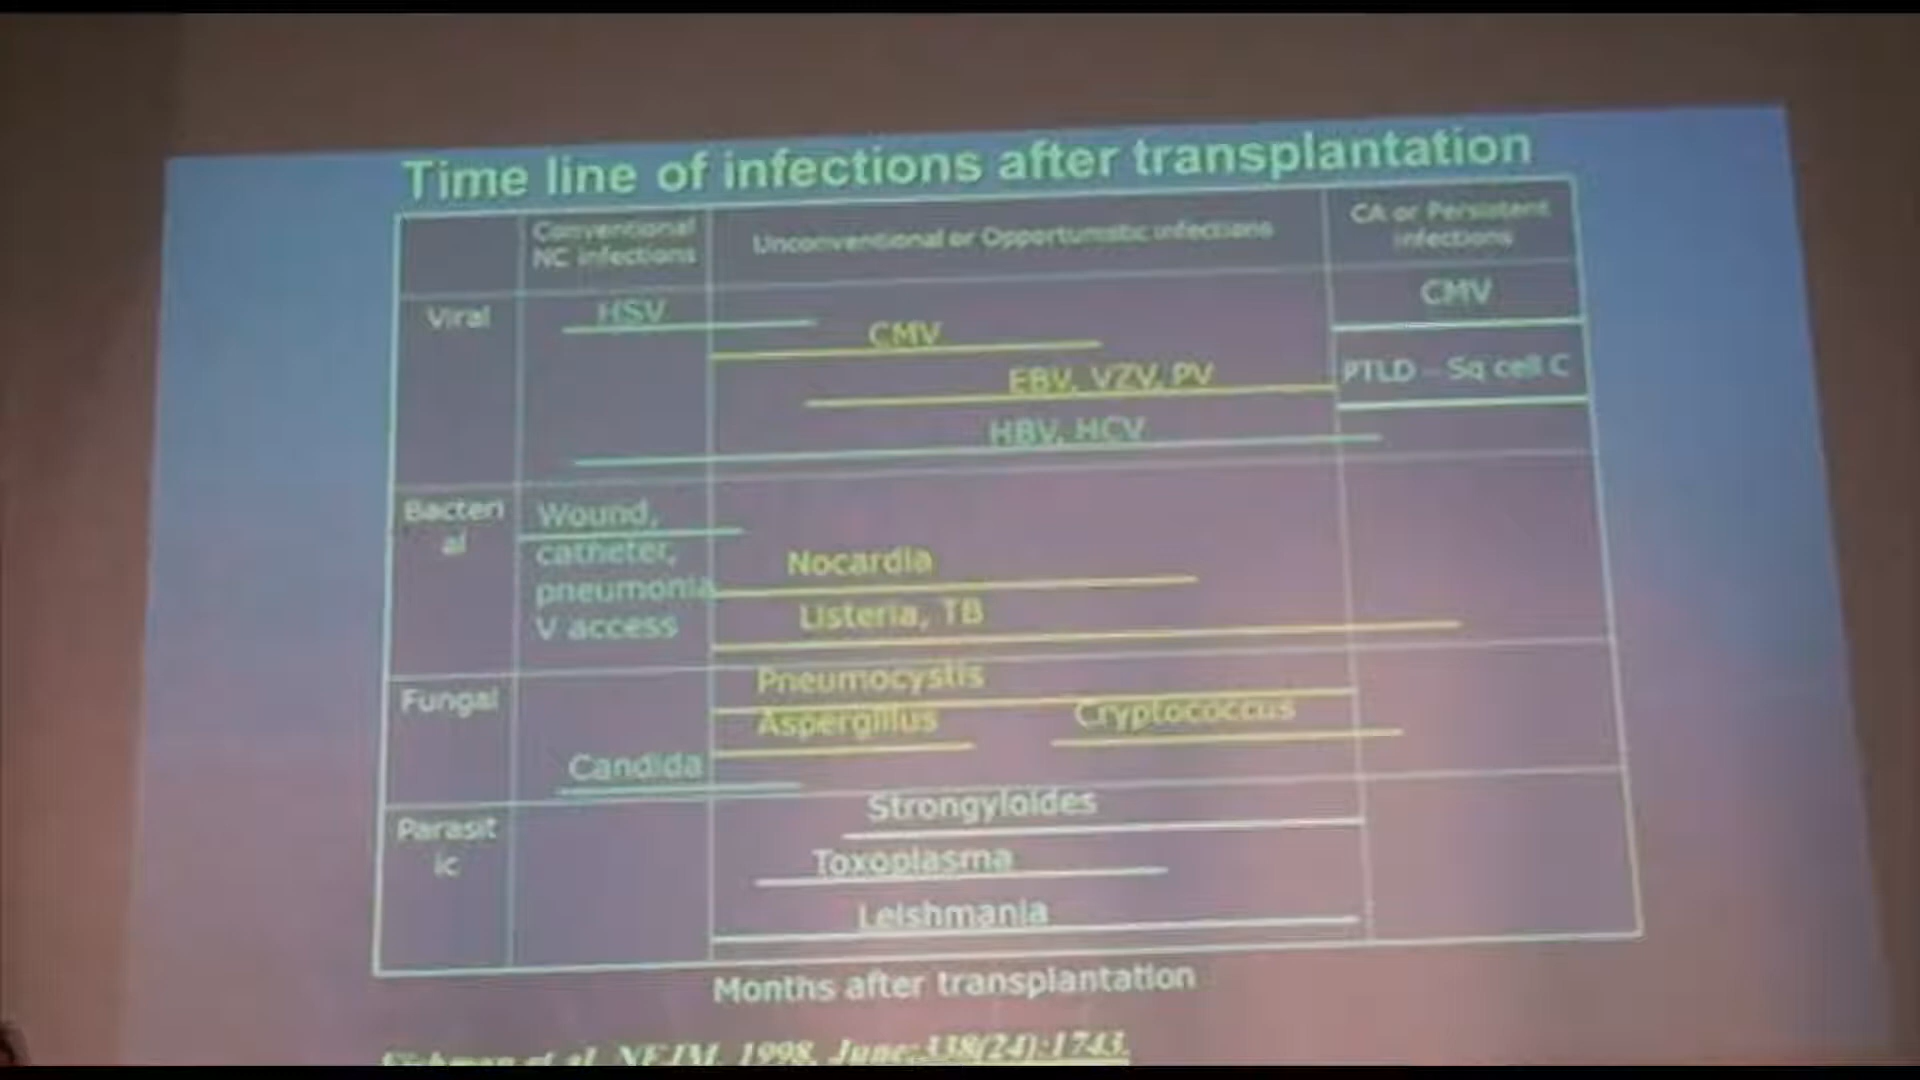 Time line of infections after transplantation
Conventional
NC infections
Unconventional or Opportunistic infections
CA or Persistent
infections
Viral
HSV
CMV
CMV
EBV, VZV, PV
PTLD - Sq cell C
HBV, HCV
Bacteri
al
Wound,
catheter,
pneumonia
V access
Nocardia
Listeria, TB
Fungal
Pneumocystis
Aspergillus
Cryptococcus
Candida
Parasit
ic
Strongyloides
Toxoplasma
Leishmania
Months after transplantation
Fishman et al. NEJM, 1998, June; 338(24):1743.